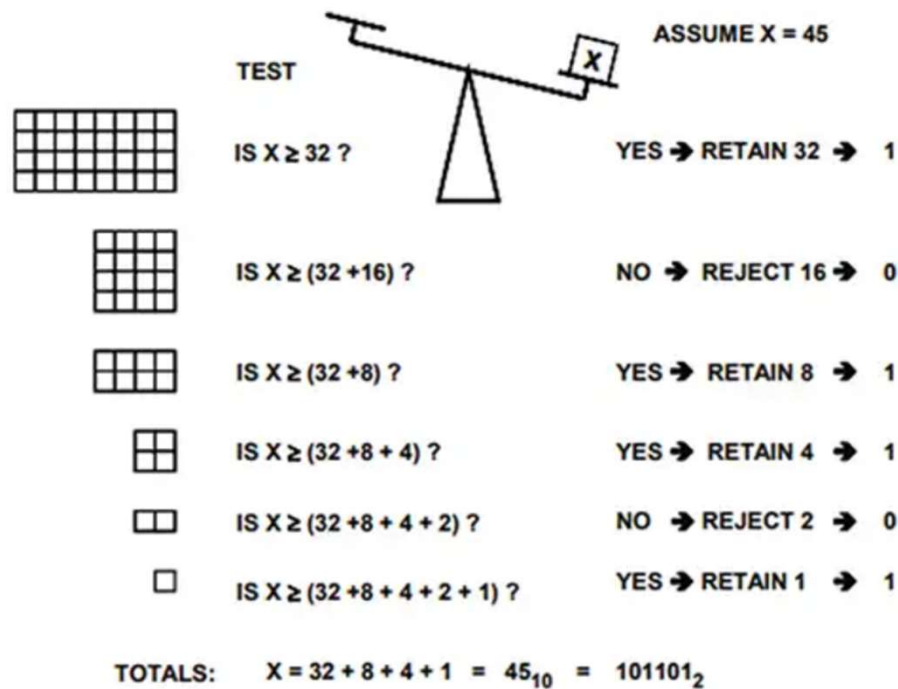 ASSUME X = 45
X
TEST
IS X ≥ 32 ? YES ➔ RETAIN 32 ➔ 1
IS X ≥ (32 +16) ? NO ➔ REJECT 16 ➔ 0
IS X ≥ (32 +8) ? YES ➔ RETAIN 8 ➔ 1
IS X ≥ (32 +8 + 4) ? YES ➔ RETAIN 4 ➔ 1
IS X ≥ (32 +8 + 4 + 2) ? NO ➔ REJECT 2 ➔ 0
IS X ≥ (32 +8 + 4 + 2 + 1) ? YES ➔ RETAIN 1 ➔ 1
TOTALS: X = 32 + 8 + 4 + 1 = 45₁₀ = 101101₂